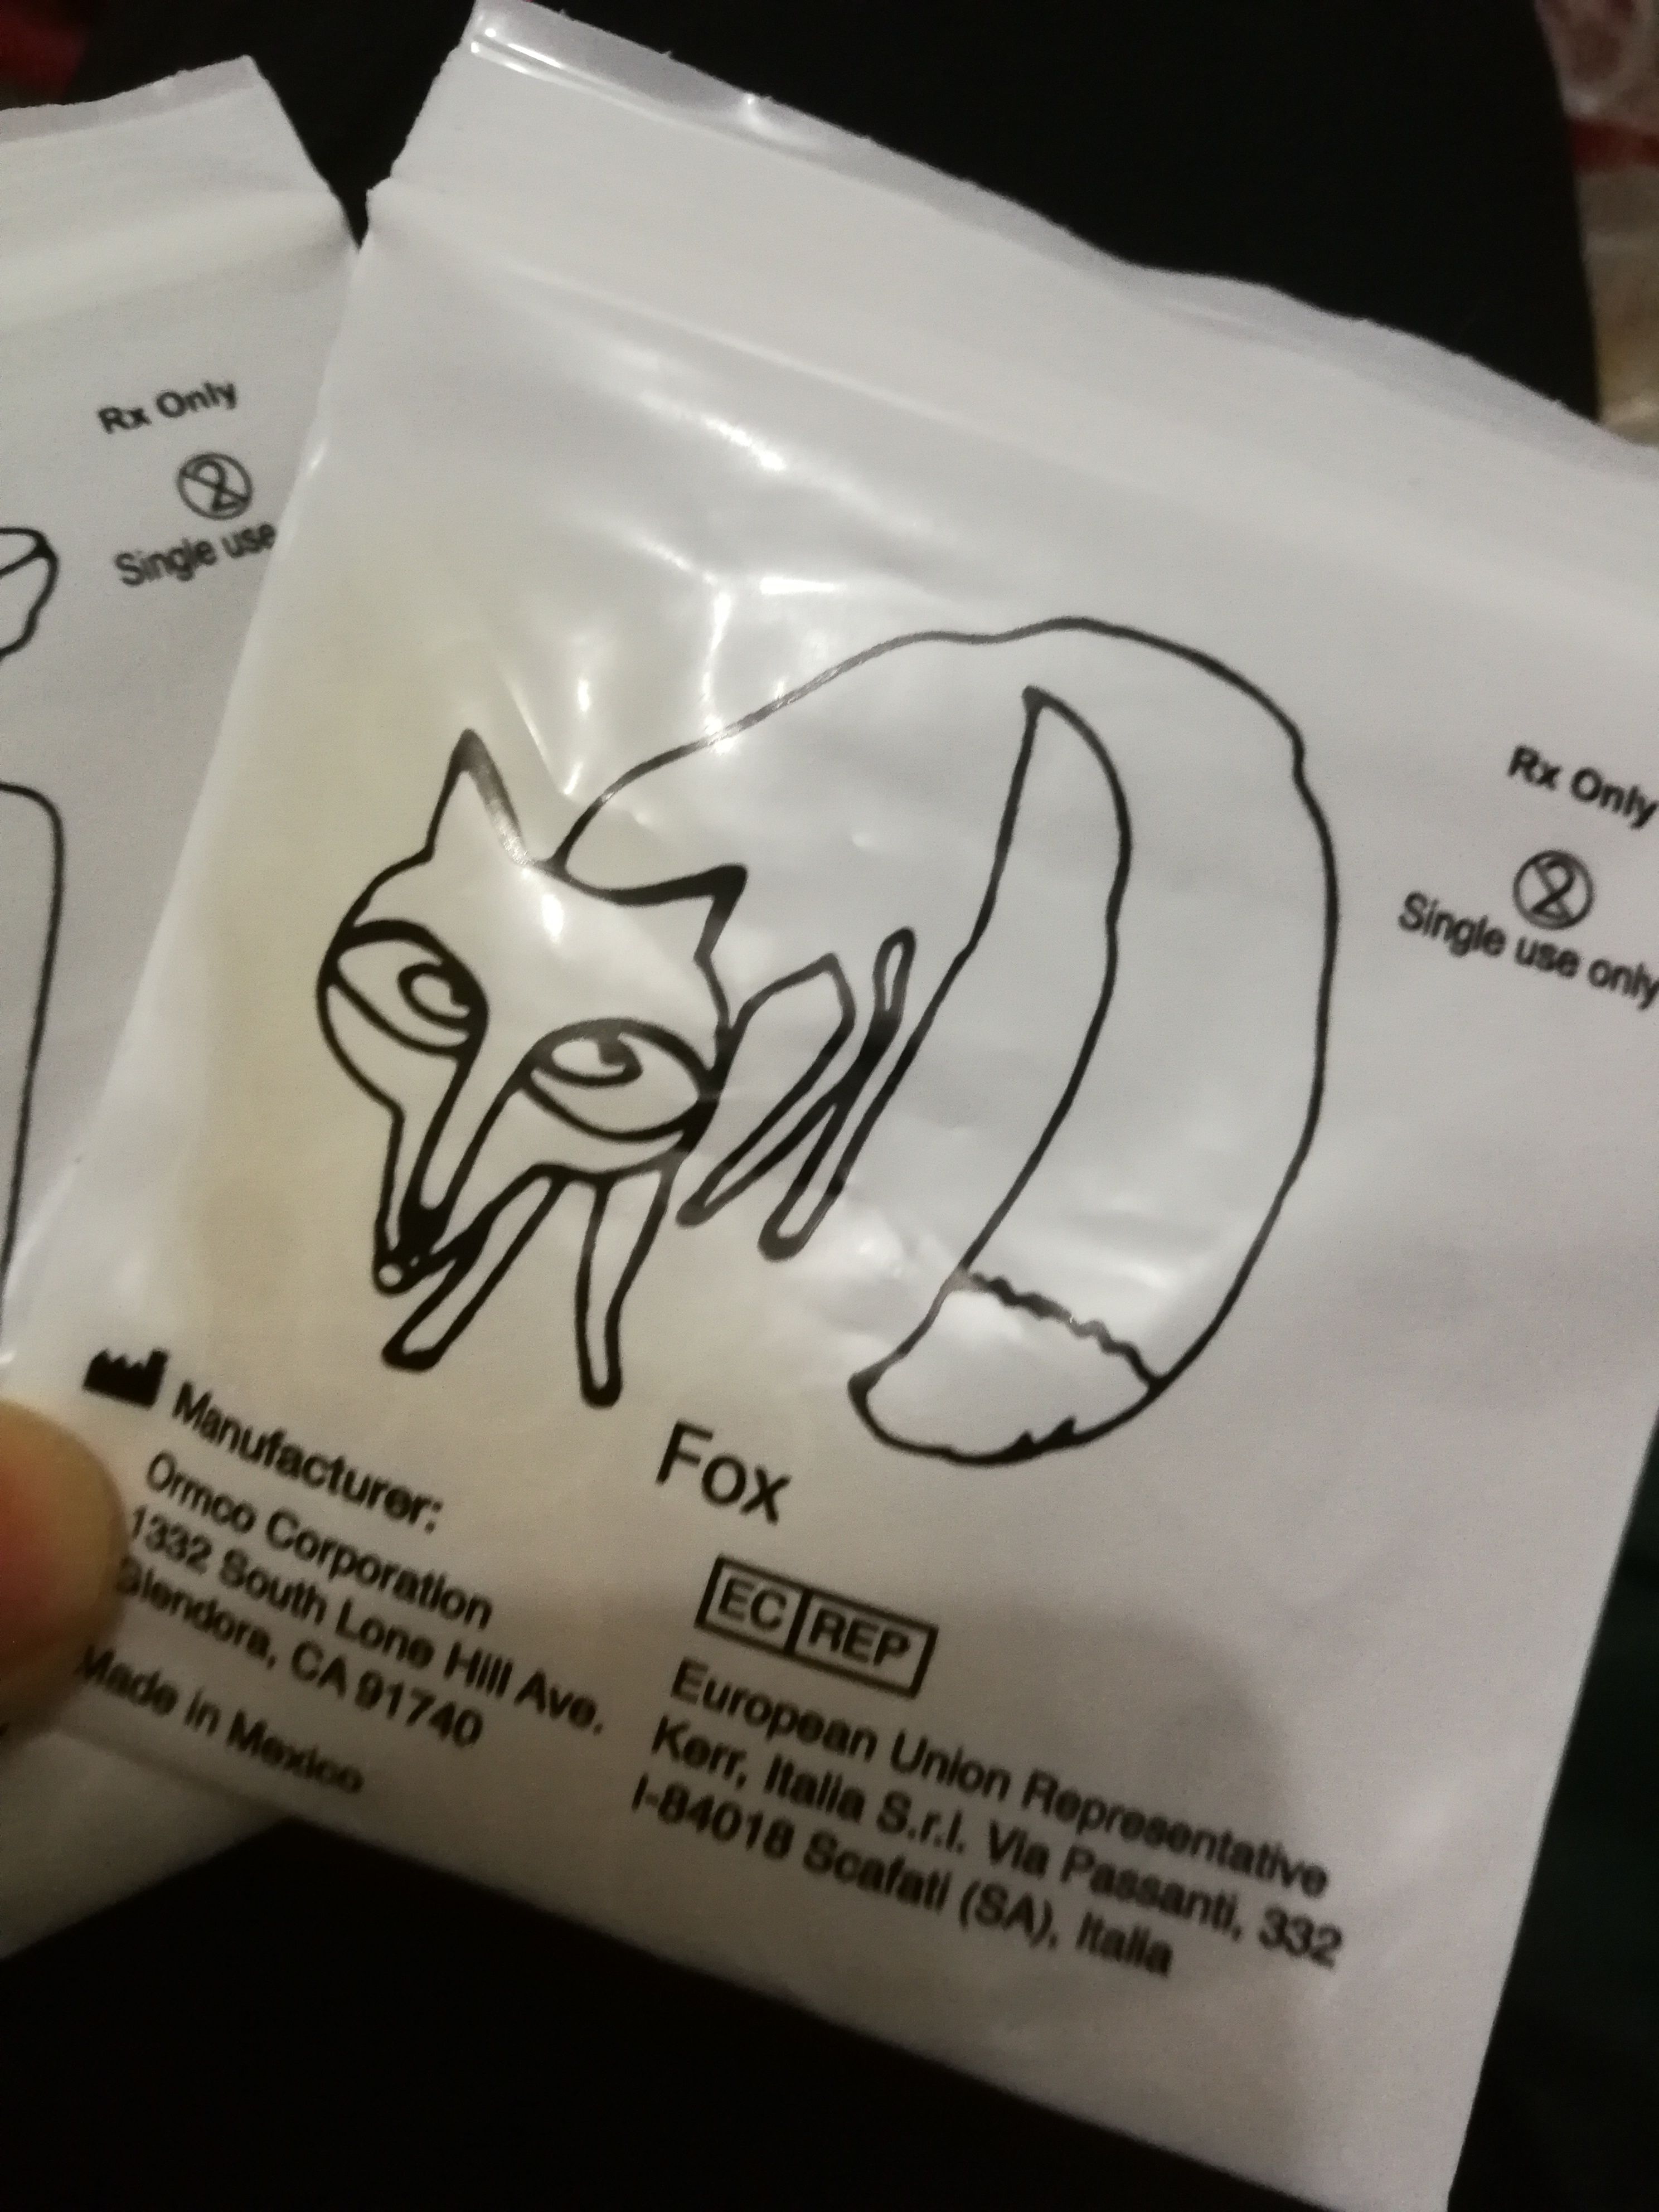 Rx Only
2
Single use
Rx Only
2
Single use only
Fox
Manufacturer:
Ormco Corporation
1332 South Lone Hill Ave.
Glendora, CA 91740
Made in Mexico
EC REP
European Union Representative
Kerr, Italia S.r.l. Via Passanti, 332
I-84018 Scafati (SA), Italia